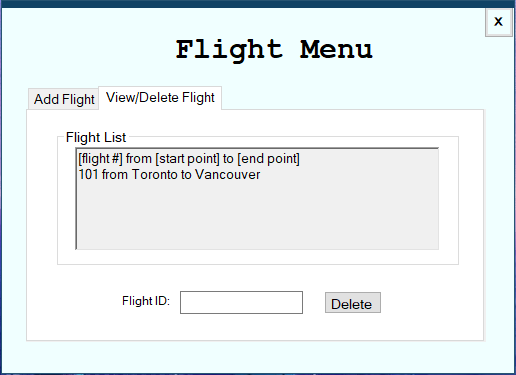 X
Flight Menu
Add Flight
View/Delete Flight
Flight List
[flight #] from [start point] to [end point]
101 from Toronto to Vancouver
Flight ID:
Delete